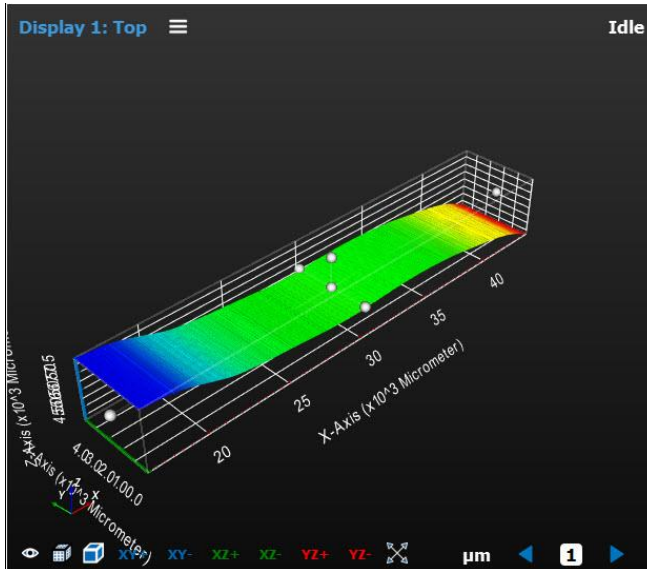 Display 1: Top
Idle
40
35
30
25
20
X-Axis (x10^3 Micrometer)
4.03.02.01.00.0
Z
Y
X
XY-
XZ+
XZ-
YZ+
YZ-
µm
1